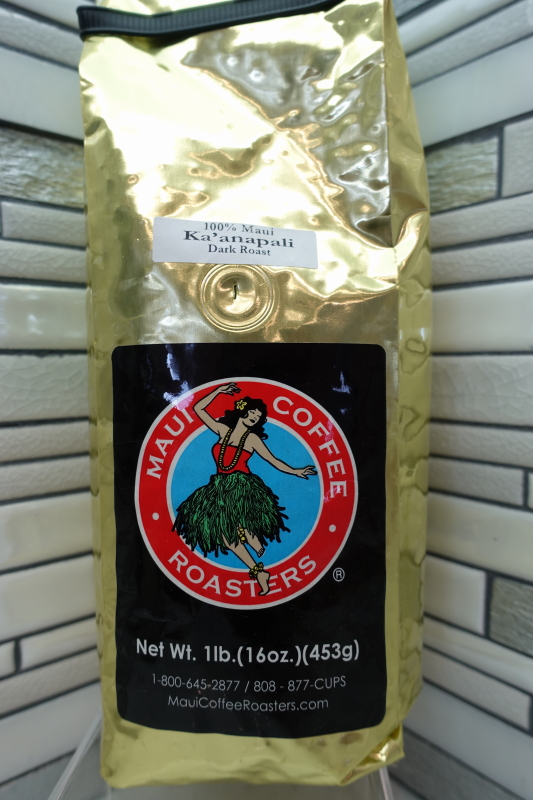 100% Maui
Ka'anapali
Dark Roast
MAUI COFFEE
ROASTERS
®
Net Wt. 1lb.(16oz.)(453g)
1-800-645-2877 / 808 - 877-CUPS
MauiCoffeeRoasters.com